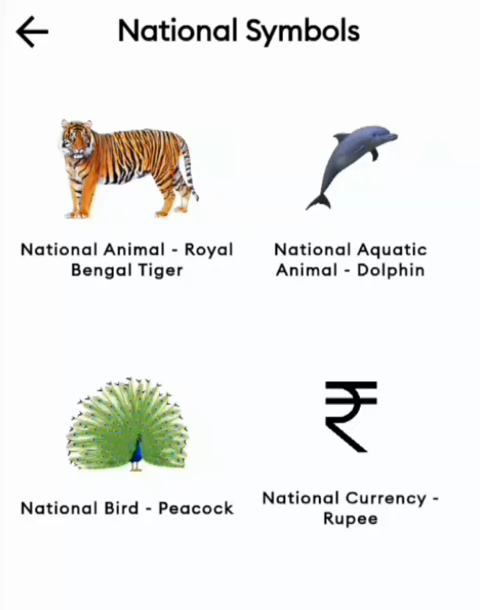 National Symbols
National Animal - Royal
Bengal Tiger
National Aquatic
Animal - Dolphin
₹
National Bird - Peacock
National Currency -
Rupee